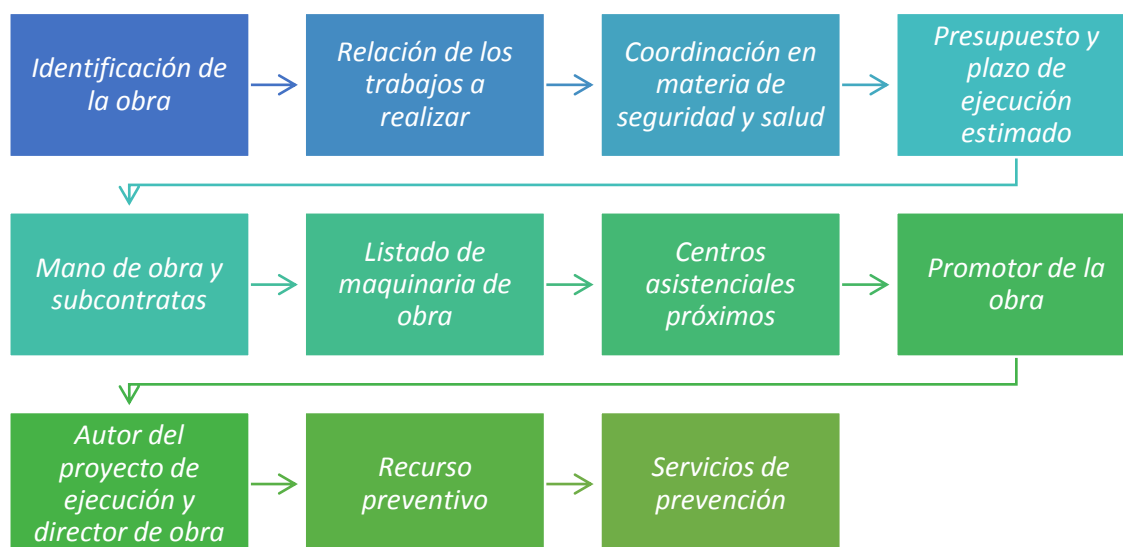 Identificación de
la obra
Relación de los
trabajos a
realizar
Coordinación en
materia de
seguridad y salud
Presupuesto y
plazo de
ejecución
estimado
Mano de obra y
subcontratas
Listado de
maquinaria de
obra
Centros
asistenciales
próximos
Promotor de la
obra
Autor del
proyecto de
ejecución y
director de obra
Recurso
preventivo
Servicios de
prevención